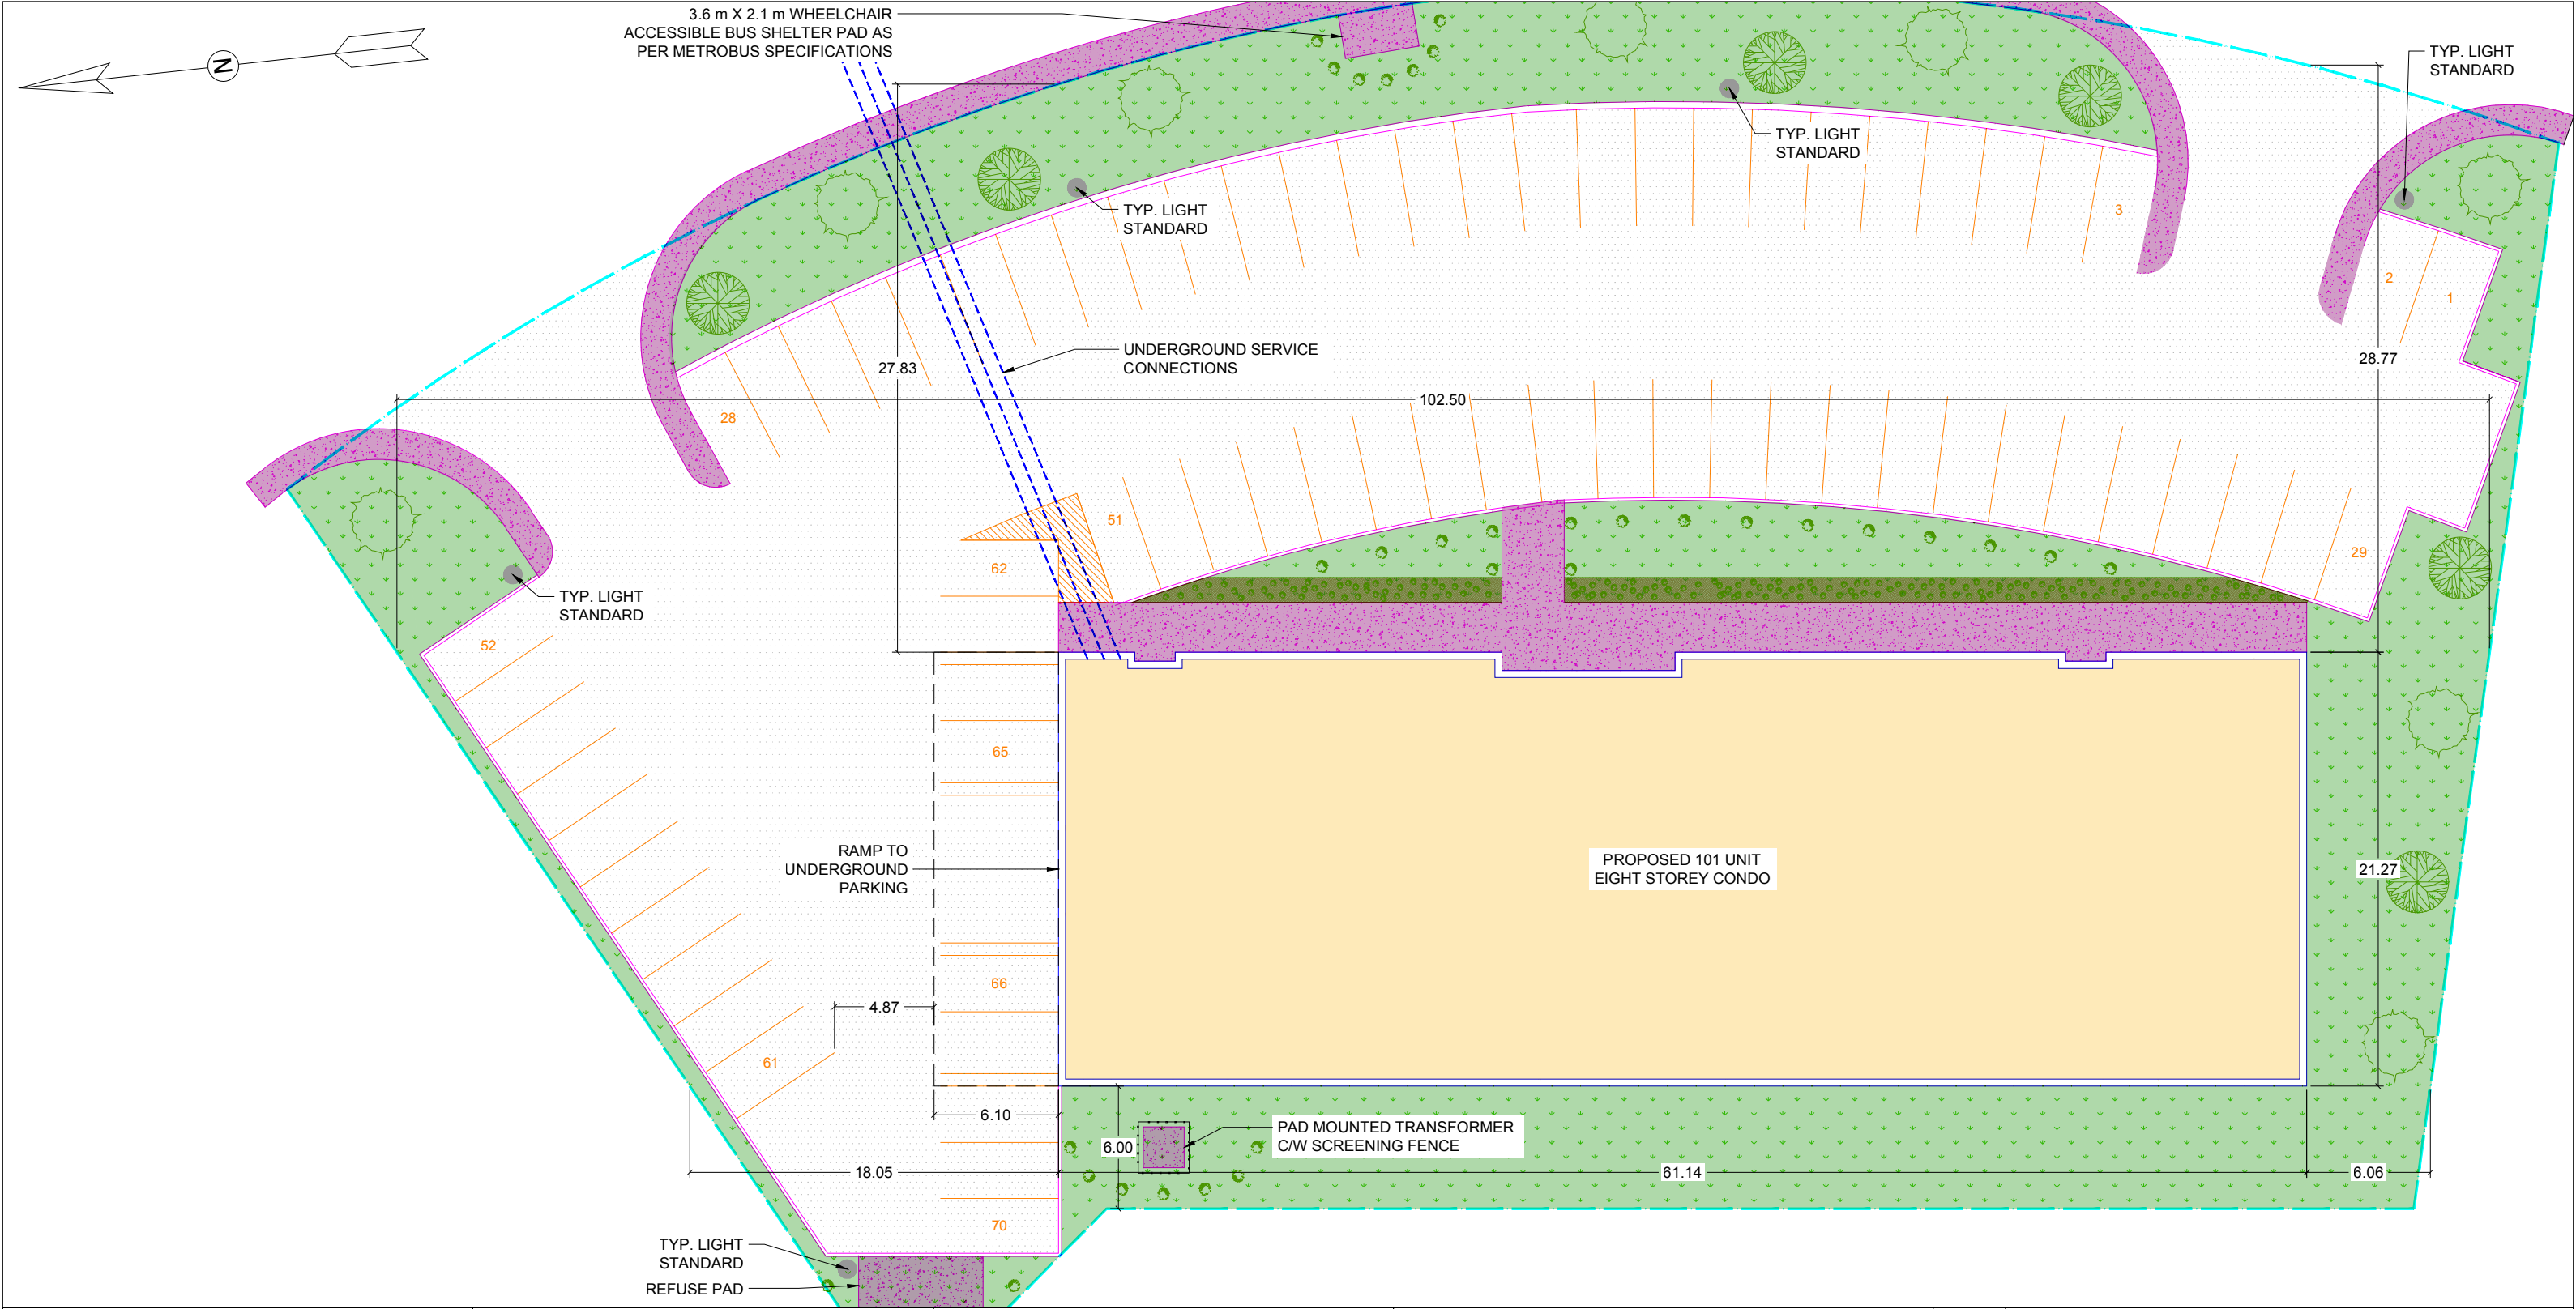 3.6 m X 2.1 m WHEELCHAIR
ACCESSIBLE BUS SHELTER PAD AS
PER METROBUS SPECIFICATIONS
N
TYP. LIGHT
STANDARD
TYP. LIGHT
STANDARD
TYP. LIGHT
STANDARD
3
2
1
UNDERGROUND SERVICE
CONNECTIONS
27.83
28.77
102.50
28
51
29
62
TYP. LIGHT
STANDARD
52
65
RAMP TO
UNDERGROUND
PARKING
PROPOSED 101 UNIT
EIGHT STOREY CONDO
21.27
66
4.87
61
6.10
6.00
PAD MOUNTED TRANSFORMER
C/W SCREENING FENCE
18.05
61.14
6.06
70
TYP. LIGHT
STANDARD
REFUSE PAD